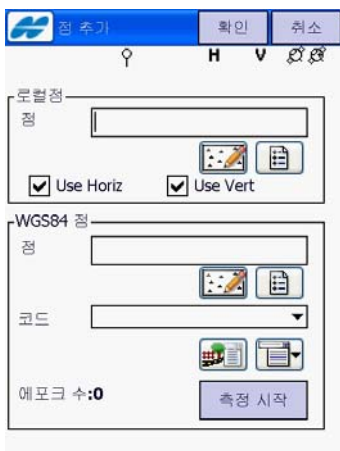 점 추가 확인 취소
H V
로컬점
점
Use Horiz Use Vert
WGS84 점
점
코드
에포크 수:0 측정 시작